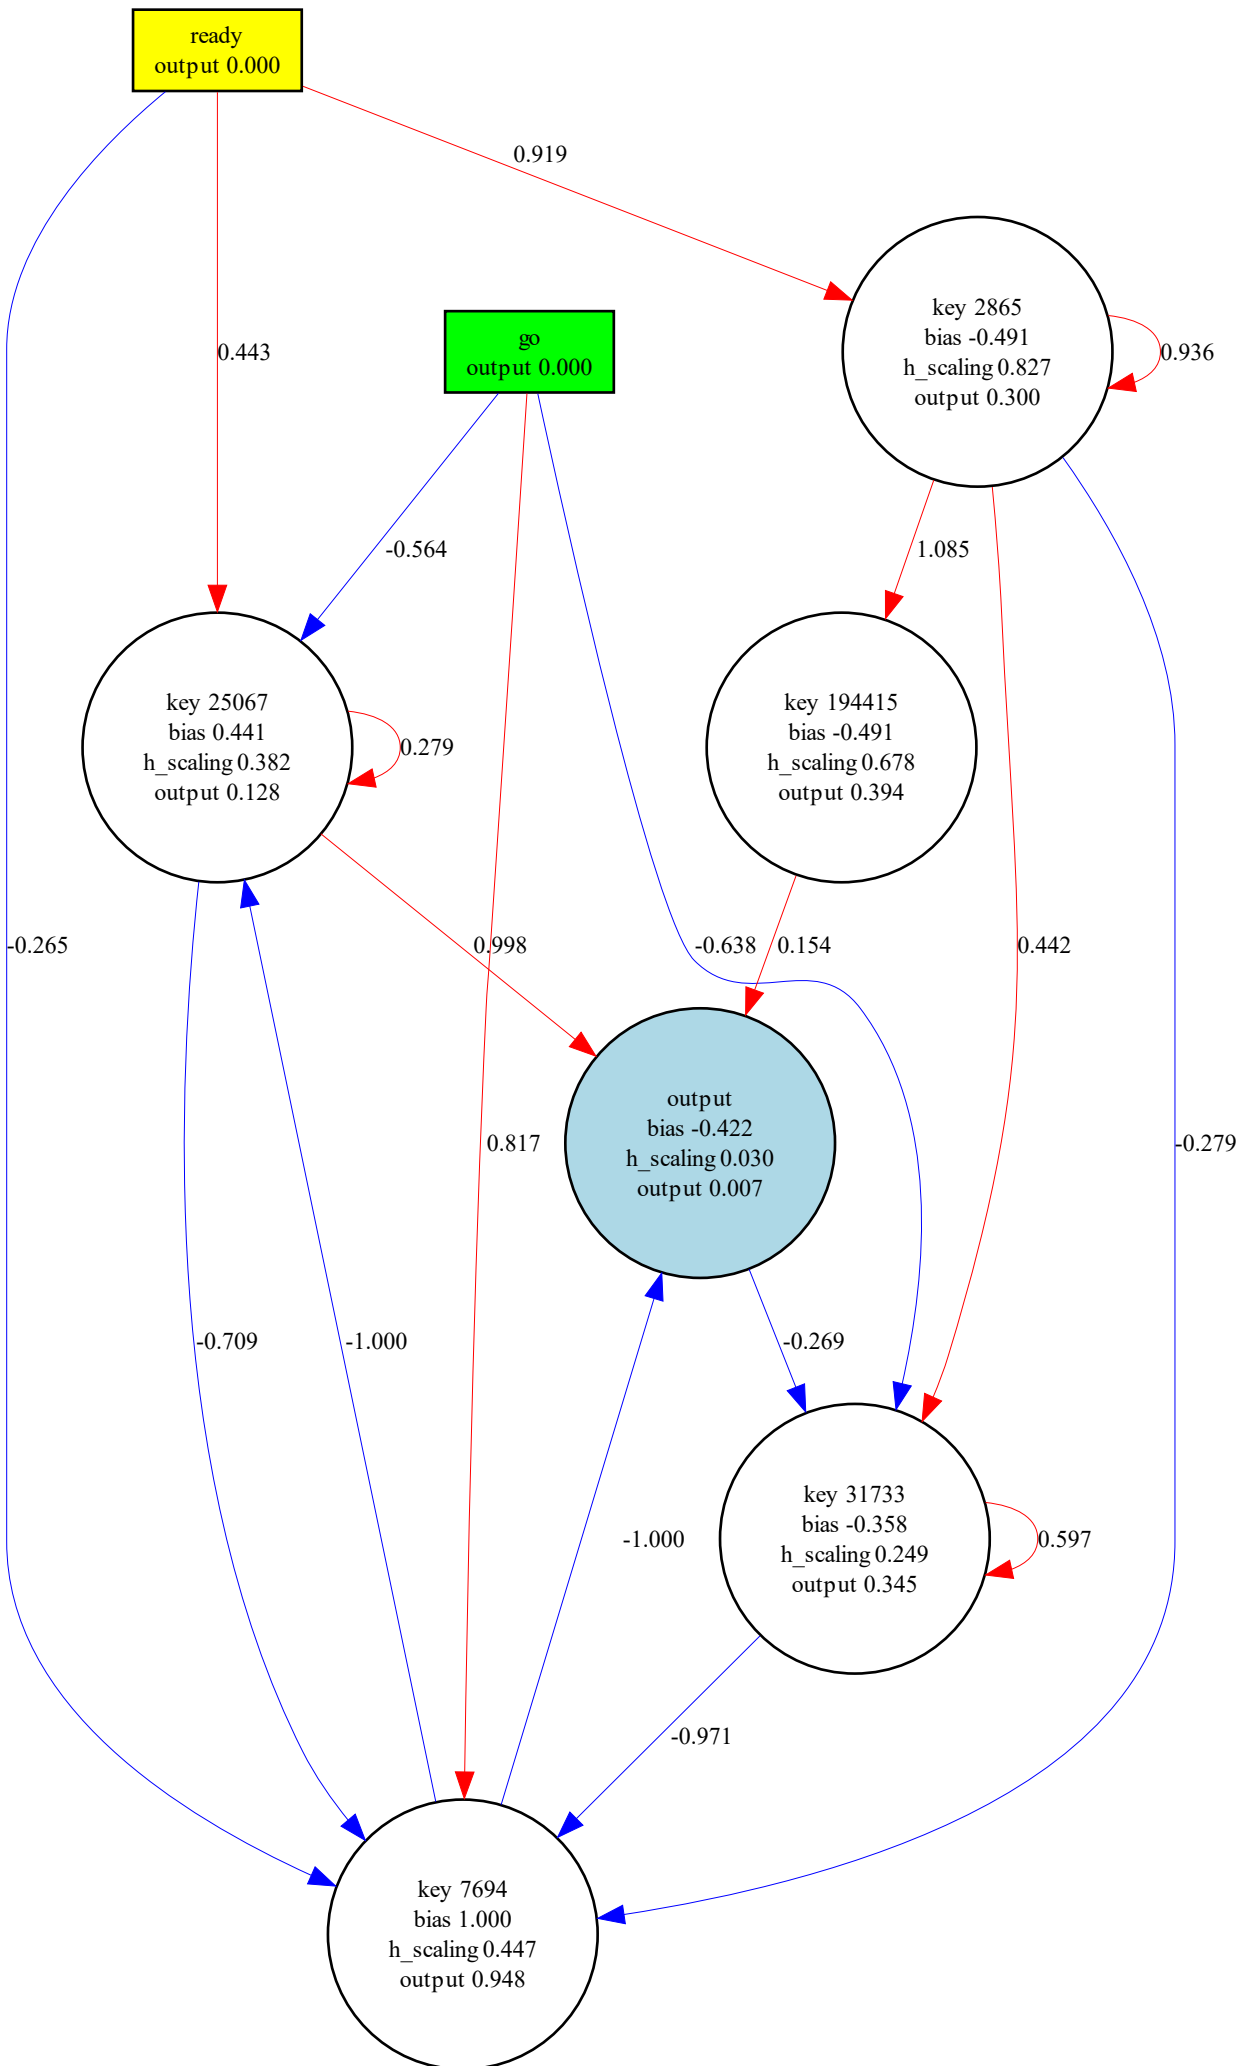 ready
output 0.000
0.919
key 2865
bias -0.491
h_scaling 0.827
output 0.300
0.936
go
output 0.000
0.443
-0.564
1.085
key 25067
bias 0.441
h_scaling 0.382
output 0.128
0.279
key 194415
bias -0.491
h_scaling 0.678
output 0.394
-0.265
0.998
-0.638
0.154
0.442
output
bias -0.422
h_scaling 0.030
output 0.007
0.817
-0.279
-0.709
-1.000
-0.269
key 31733
bias -0.358
h_scaling 0.249
output 0.345
-1.000
0.597
-0.971
key 7694
bias 1.000
h_scaling 0.447
output 0.948